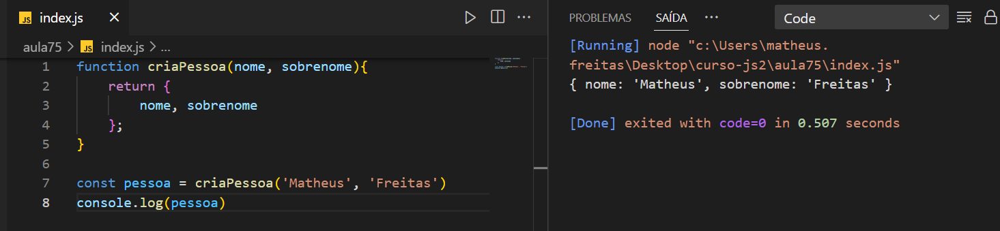 JS index.js
aula75 > JS index.js > ...
1 function criaPessoa(nome, sobrenome){
2     return {
3         nome, sobrenome
4     };
5 }
6
7 const pessoa = criaPessoa('Matheus', 'Freitas')
8 console.log(pessoa)
PROBLEMAS SAÍDA ··· Code
[Running] node "c:\Users\matheus.
freitas\Desktop\curso-js2\aula75\index.js"
{ nome: 'Matheus', sobrenome: 'Freitas' }
[Done] exited with code=0 in 0.507 seconds